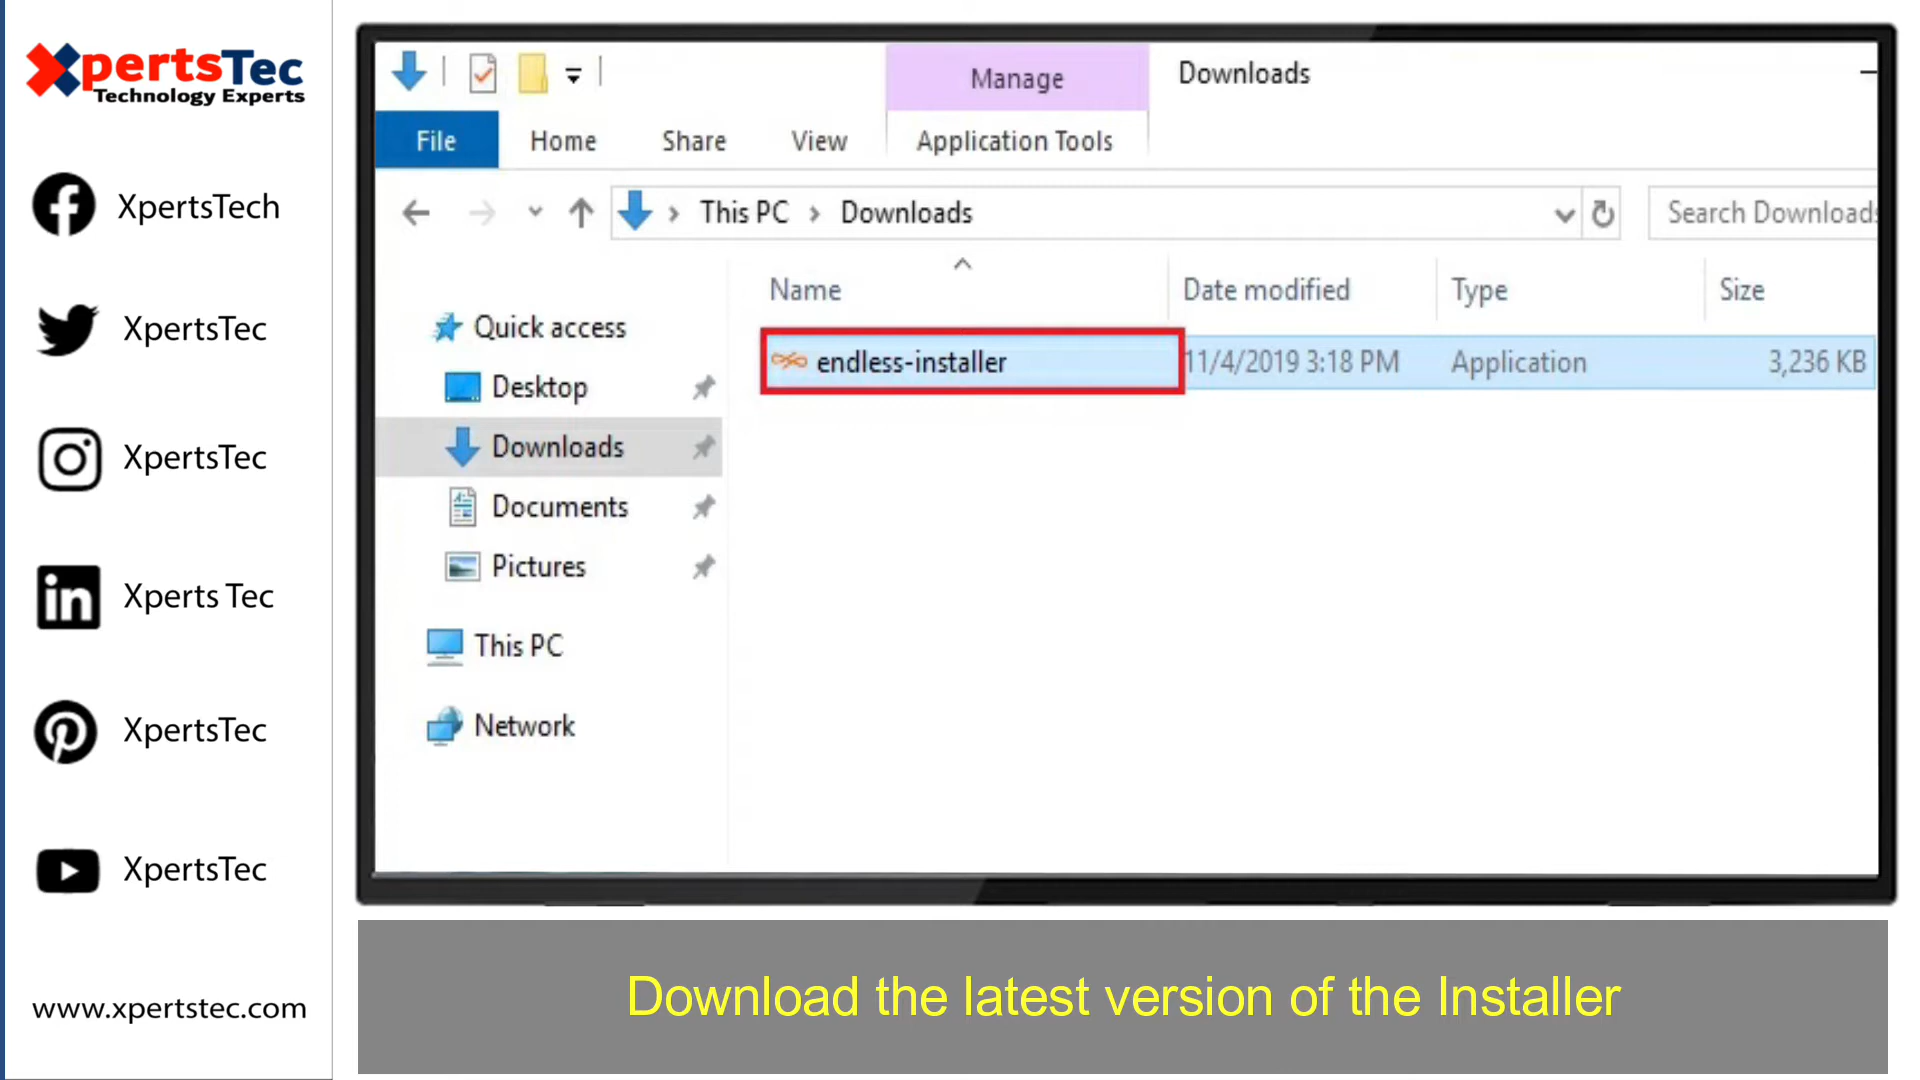 XpertsTec
Technology Experts
XpertsTech
XpertsTec
XpertsTec
in Xperts Tec
XpertsTec
XpertsTec
www.xpertstec.com
Manage
Downloads
File
Home
Share
View
Application Tools
This PC > Downloads
Search Downloads
Name
Date modified
Type
Size
endless-installer
11/4/2019 3:18 PM
Application
3,236 KB
Quick access
Desktop
Downloads
Documents
Pictures
This PC
Network
Download the latest version of the Installer